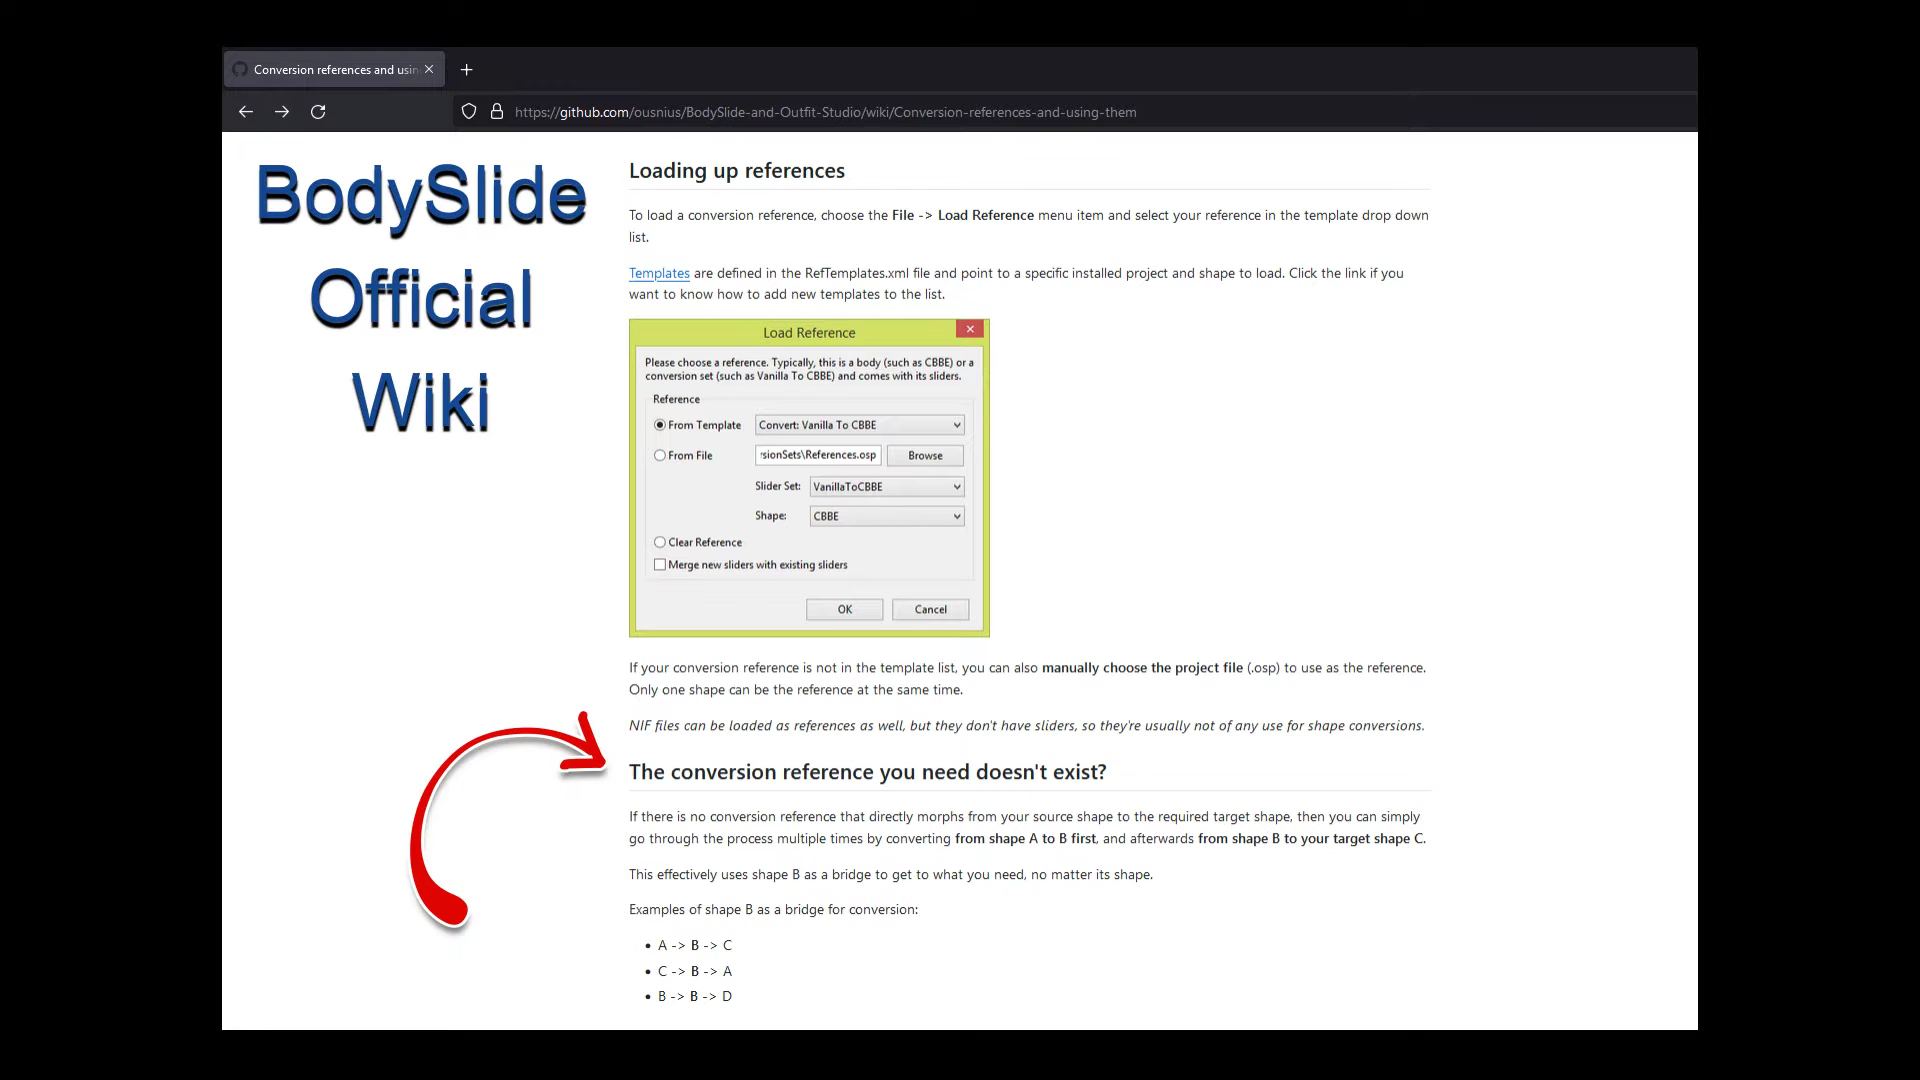 Conversion references and usin
https://github.com/ousnius/BodySlide-and-Outfit-Studio/wiki/Conversion-references-and-using-them
BodySlide
Official
Wiki
Loading up references
To load a conversion reference, choose the File -> Load Reference menu item and select your reference in the template drop down
list.
Templates are defined in the RefTemplates.xml file and point to a specific installed project and shape to load. Click the link if you
want to know how to add new templates to the list.
Load Reference
Please choose a reference. Typically, this is a body (such as CBBE) or a
conversion set (such as Vanilla To CBBE) and comes with its sliders.
Reference
From Template Convert: Vanilla To CBBE
From File rsionSets\References.osp Browse
Slider Set: VanillaToCBBE
Shape: CBBE
Clear Reference
Merge new sliders with existing sliders
OK Cancel
If your conversion reference is not in the template list, you can also manually choose the project file (.osp) to use as the reference.
Only one shape can be the reference at the same time.
NIF files can be loaded as references as well, but they don't have sliders, so they're usually not of any use for shape conversions.
The conversion reference you need doesn't exist?
If there is no conversion reference that directly morphs from your source shape to the required target shape, then you can simply
go through the process multiple times by converting from shape A to B first, and afterwards from shape B to your target shape C.
This effectively uses shape B as a bridge to get to what you need, no matter its shape.
Examples of shape B as a bridge for conversion:
• A -> B -> C
• C -> B -> A
• B -> B -> D